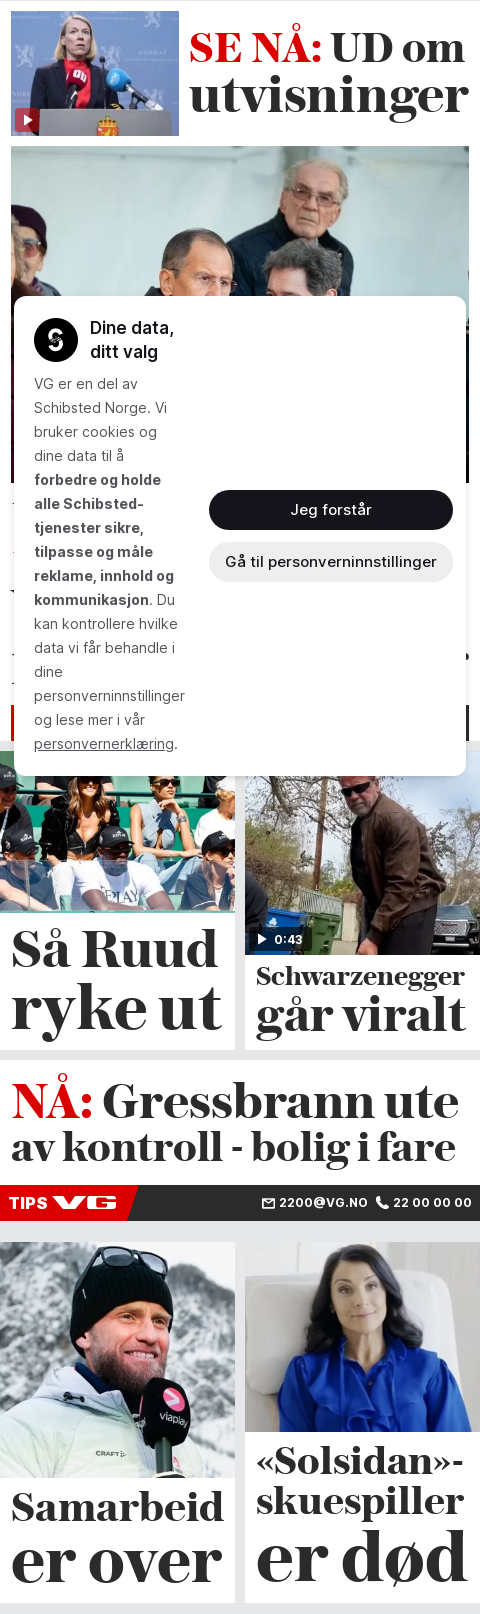 SE NÅ: UD om
utvisninger
Dine data,
ditt valg
VG er en del av
Schibsted Norge. Vi
bruker cookies og
dine data til å
forbedre og holde
alle Schibsted-
tjenester sikre,
tilpasse og måle
reklame, innhold og
kommunikasjon. Du
kan kontrollere hvilke
data vi får behandle i
dine
personverninnstillinger
og lese mer i vår
personvernerklæring.
Jeg forstår
Gå til personverninnstillinger
REPLAY
0:43
Så Ruud
ryke ut
Schwarzenegger
går viralt
NÅ: Gressbrann ute
av kontroll - bolig i fare
TIPS VG
2200@VG.NO 22 00 00 00
CRAFT
viaplay
Samarbeid
er over
«Solsidan»-
skuespiller
er død